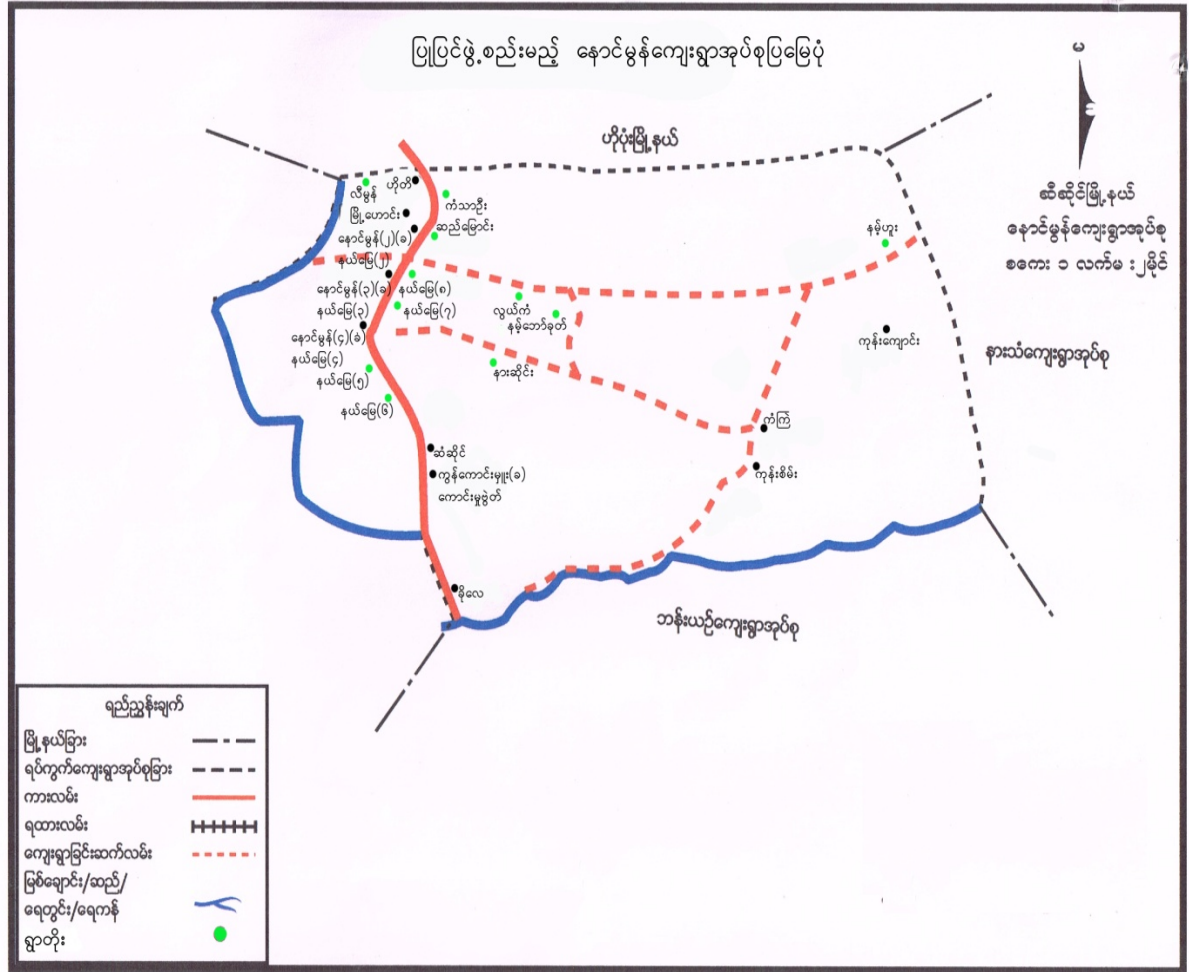 ပြုပြင်ဖွဲ့စည်းမည့် နောင်မွန်ကျေးရွာအုပ်စုပြမြေပုံ
မ
ဟိုပုံးမြို့နယ်
ဆီဆိုင်မြို့နယ်
နောင်မွန်ကျေးရွာအုပ်စု
စကေး ၁ လက်မ း၂မိုင်
လီမွန်
ဟိုတီ
ကံသာဦး
မြို့ဟောင်း
ဆည်မြောင်း
နောင်မွန်(၂)(ခ)
နယ်မြေ(၂)
နမ့်ဟူး
နောင်မွန်(၃)(ခ)
နယ်မြေ(၈)
နယ်မြေ(၃)
နယ်မြေ(၇)
လွယ်ကံ
နမ့်ဘော်ခုတ်
နောင်မွန်(၄)(ခ)
နယ်မြေ(၄)
ကုန်းကျောင်း
နားသံကျေးရွာအုပ်စု
နယ်မြေ(၅)
နားဆိုင်း
နယ်မြေ(၆)
ကံကြဲ
ဆံဆိုင်
ကွန်ကောင်းမှူး(ခ)
ကောင်းမှုဗွဲတ်
ကုန်းစိမ်း
မိုလေ
ဘန်းယဉ်ကျေးရွာအုပ်စု
ရည်ညွှန်းချက်
မြို့နယ်ခြား
ရပ်ကွက်ကျေးရွာအုပ်စုခြား
ကားလမ်း
ရထားလမ်း
ကျေးရွာခြင်းဆက်လမ်း
မြစ်ချောင်း/ဆည်/
ရေတွင်း/ရေကန်
ရွာတိုး